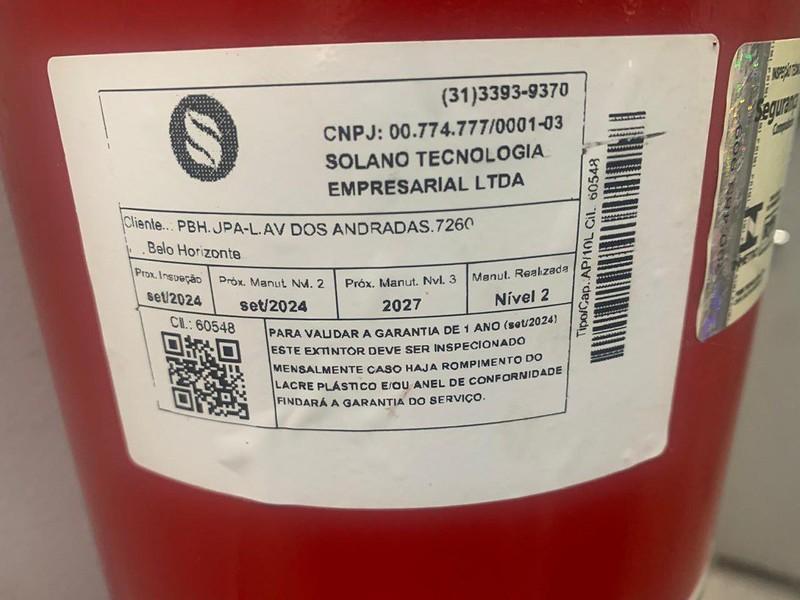 (31)3393-9370
CNPJ: 00.774.777/0001-03
SOLANO TECNOLOGIA
EMPRESARIAL LTDA
Cliente... PBH.JPA-L.AV DOS ANDRADAS.7260
. Belo Horizonte
Prox. Inspeção
set/2024
Próx. Manut. Nvl. 2
set/2024
Próx. Manut. Nvl. 3
2027
Manut. Realizada
Nível 2
Cil.: 60548
PARA VALIDAR A GARANTIA DE 1 ANO (set/2024)
ESTE EXTINTOR DEVE SER INSPECIONADO
MENSALMENTE CASO HAJA ROMPIMENTO DO
LACRE PLÁSTICO E/OU ANEL DE CONFORMIDADE
FINDARÁ A GARANTIA DO SERVIÇO.
Tipo/Cap. AP/10L Cil. 60548
Seguranç